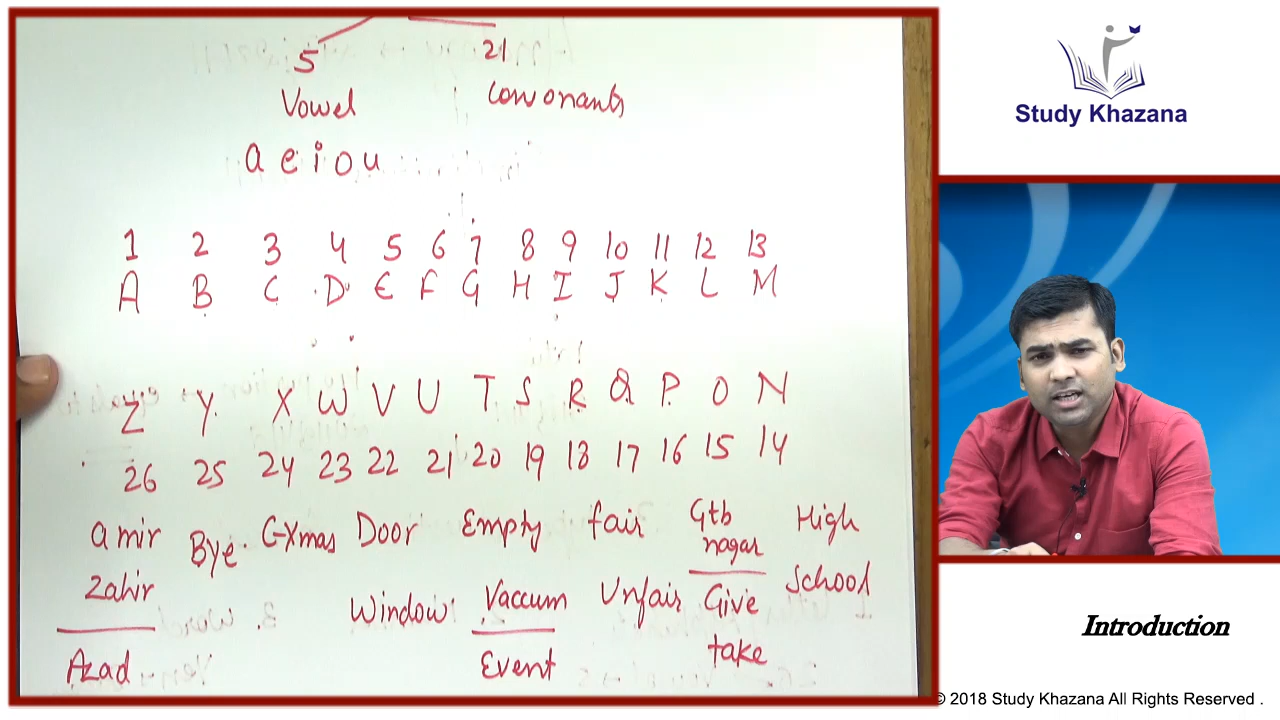 5 21
Vowel Consonants
a e i o u
1 2 3 4 5 6 7 8 9 10 11 12 13
A B C D E F G H I J K L M
Z Y X W V U T S R Q P O N
26 25 24 23 22 21 20 19 18 17 16 15 14
Amir Bye C-Xmas Door Empty fair Gtb High
nagar
Zahir Window Vaccum Unfair Give School
Azad Event take
Study Khazana
Introduction
© 2018 Study Khazana All Rights Reserved .